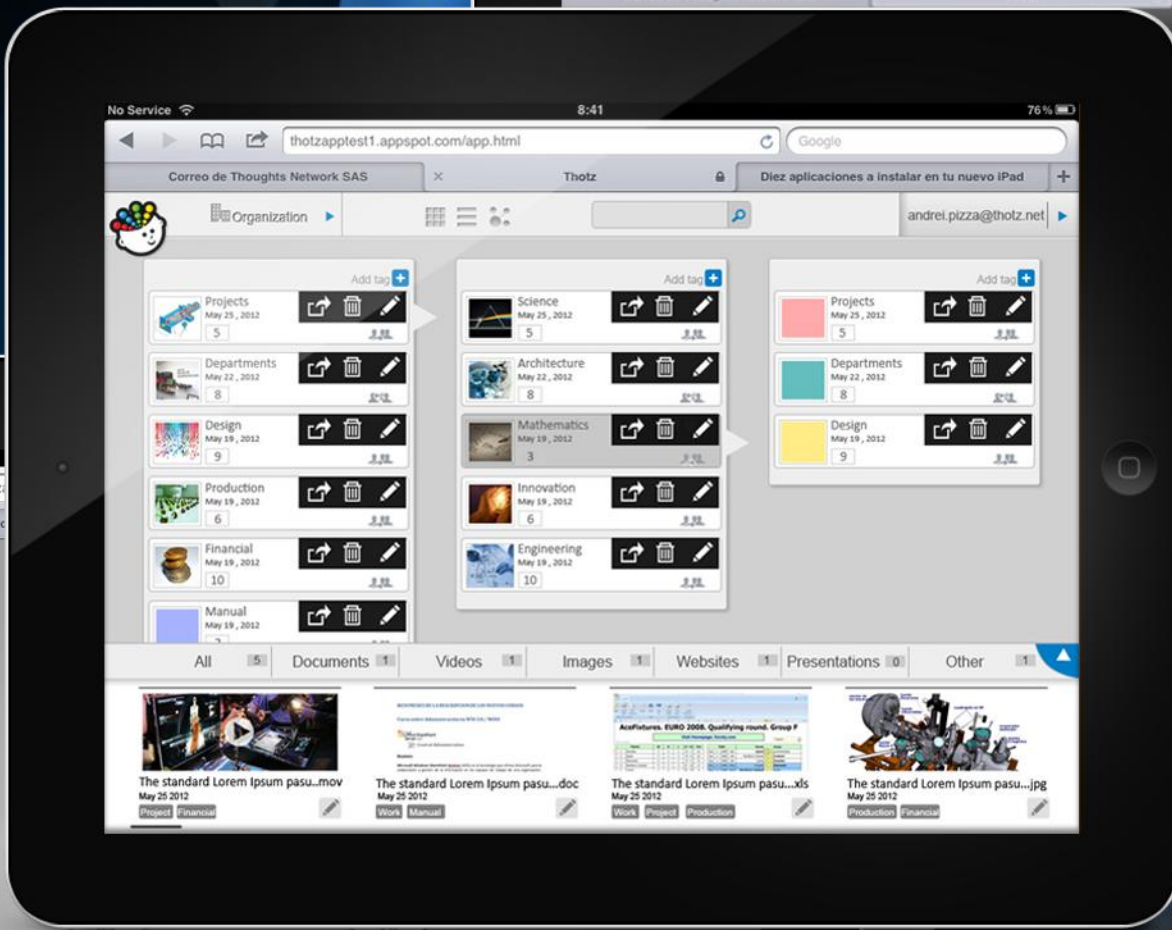 No Service
8:41
76%
thotzapptest1.appspot.com/app.html
Google
Correo de Thoughts Network SAS
Thotz
Diez aplicaciones a instalar en tu nuevo iPad
Organization
andrei.pizza@thotz.net
Add tag
Projects
May 25, 2012
5
Departments
May 22, 2012
8
Design
May 19, 2012
9
Production
May 19, 2012
6
Financial
May 19, 2012
10
Manual
May 19, 2012
Add tag
Science
May 25, 2012
5
Architecture
May 22, 2012
8
Mathematics
May 19, 2012
3
Innovation
May 19, 2012
6
Engineering
May 19, 2012
10
Add tag
Projects
May 25, 2012
5
Departments
May 22, 2012
8
Design
May 19, 2012
9
All 5
Documents 1
Videos 1
Images 1
Websites 1
Presentations 0
Other 1
The standard Lorem Ipsum pasu...mov
May 25 2012
Project Financial
The standard Lorem Ipsum pasu...doc
May 25 2012
Work Manual
AceFixtures. EURO 2008. Qualifying round. Group F
The standard Lorem Ipsum pasu...xls
May 25 2012
Work Project Production
The standard Lorem Ipsum pasu...jpg
May 25 2012
Production Financial